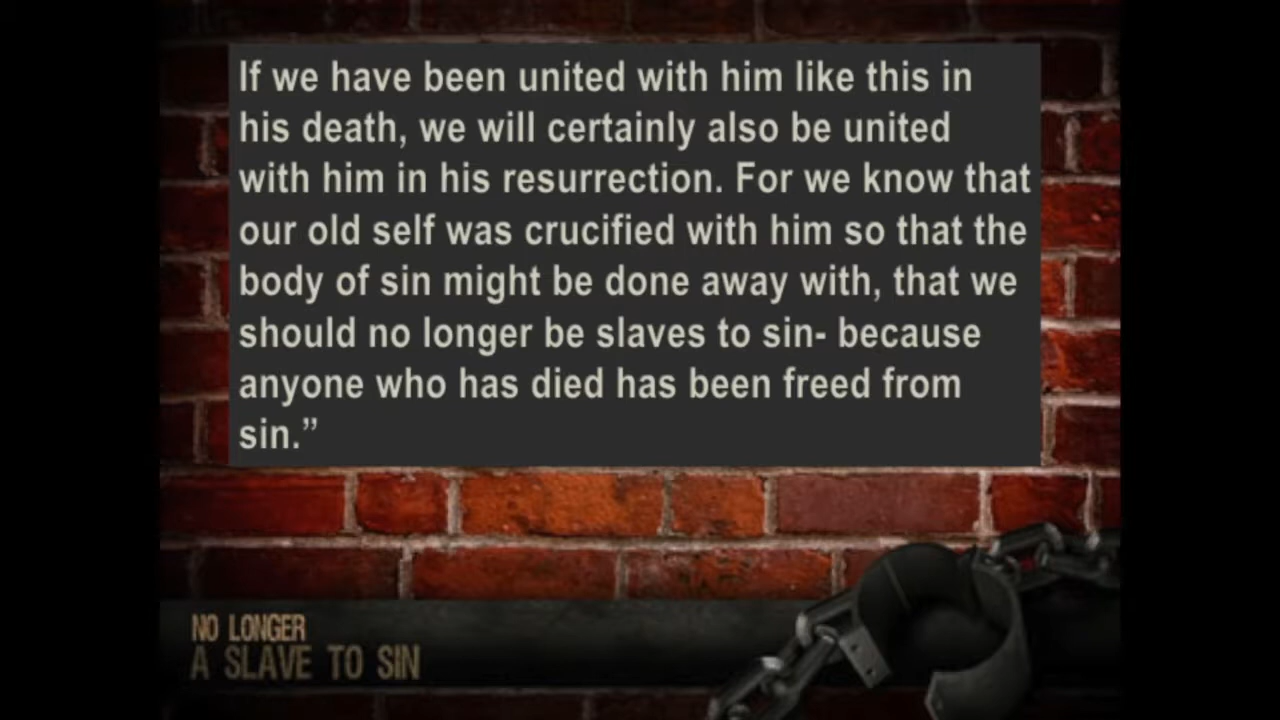 If we have been united with him like this in
his death, we will certainly also be united
with him in his resurrection. For we know that
our old self was crucified with him so that the
body of sin might be done away with, that we
should no longer be slaves to sin- because
anyone who has died has been freed from
sin.”
NO LONGER
A SLAVE TO SIN